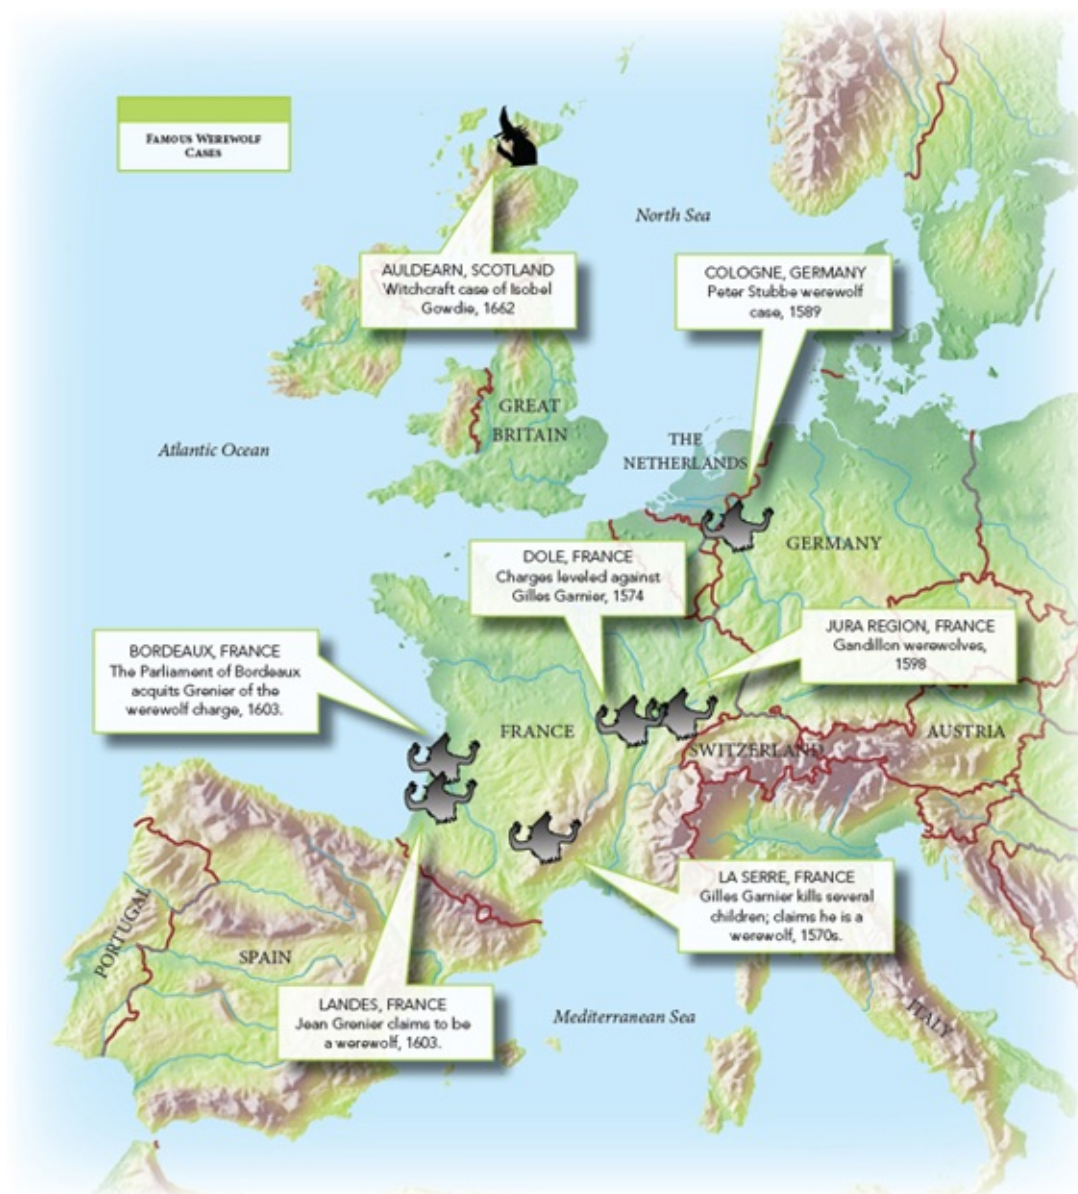 FAMOUS WEREWOLF
CASES
North Sea
AULDEARN, SCOTLAND
Witchcraft case of Isobel
Gowdie, 1662
COLOGNE, GERMANY
Peter Stubbe werewolf
case, 1589
GREAT
BRITAIN
Atlantic Ocean
THE
NETHERLANDS
GERMANY
DOLE, FRANCE
Charges leveled against
Gilles Garnier, 1574
JURA REGION, FRANCE
Gandillon werewolves,
1598
BORDEAUX, FRANCE
The Parliament of Bordeaux
acquits Grenier of the
werewolf charge, 1603.
FRANCE
SWITZERLAND
AUSTRIA
LA SERRE, FRANCE
Gilles Garnier kills several
children; claims he is a
werewolf, 1570s.
PORTUGAL
SPAIN
LANDES, FRANCE
Jean Grenier claims to be
a werewolf, 1603.
Mediterranean Sea
ITALY